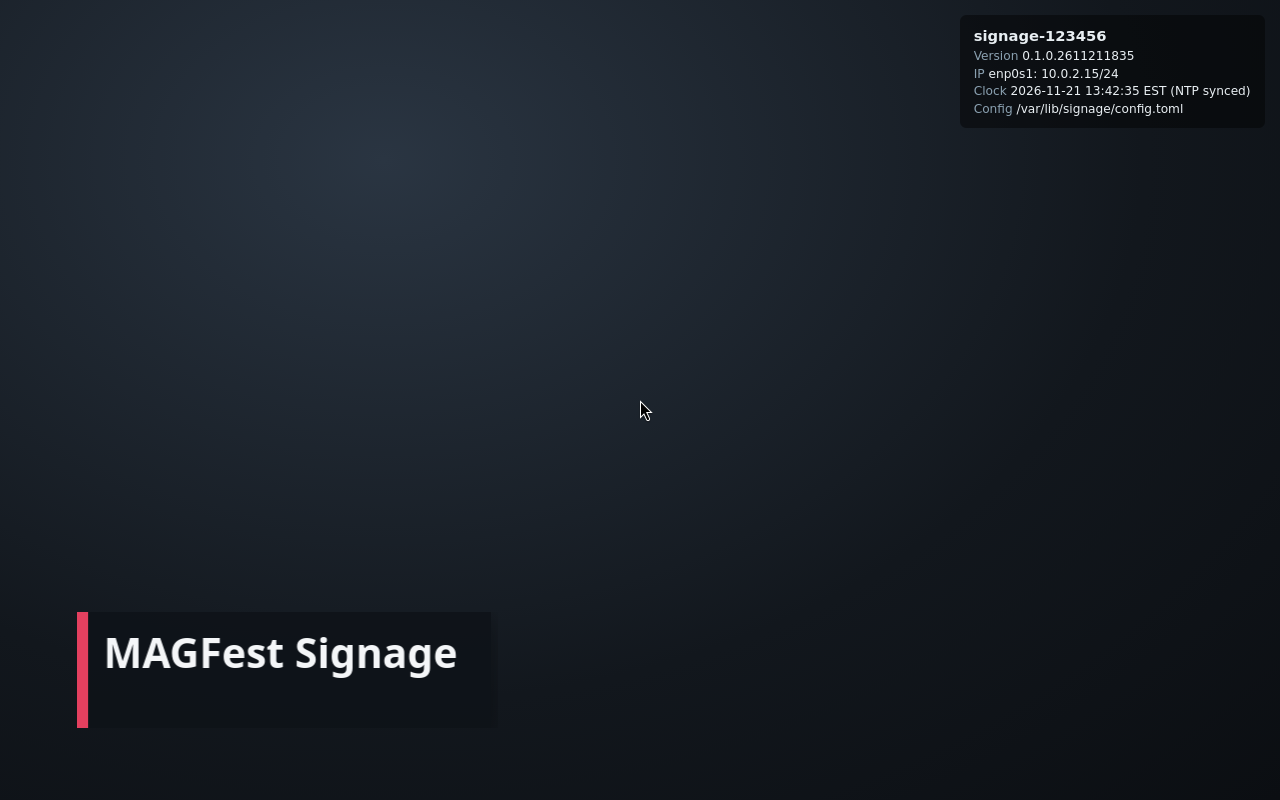 signage-123456
Version 0.1.0.2611211835
IP enp0s1: 10.0.2.15/24
Clock 2026-11-21 13:42:35 EST (NTP synced)
Config /var/lib/signage/config.toml
MAGFest Signage